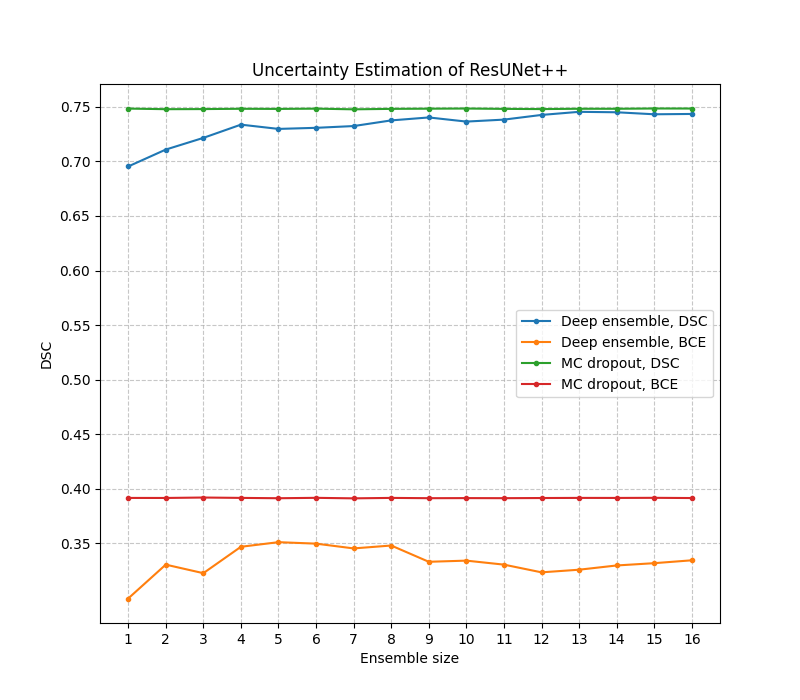 Uncertainty Estimation of ResUNet++
DSC
0.75
0.70
0.65
0.60
0.55
0.50
0.45
0.40
0.35
Deep ensemble, DSC
Deep ensemble, BCE
MC dropout, DSC
MC dropout, BCE
1 2 3 4 5 6 7 8 9 10 11 12 13 14 15 16
Ensemble size